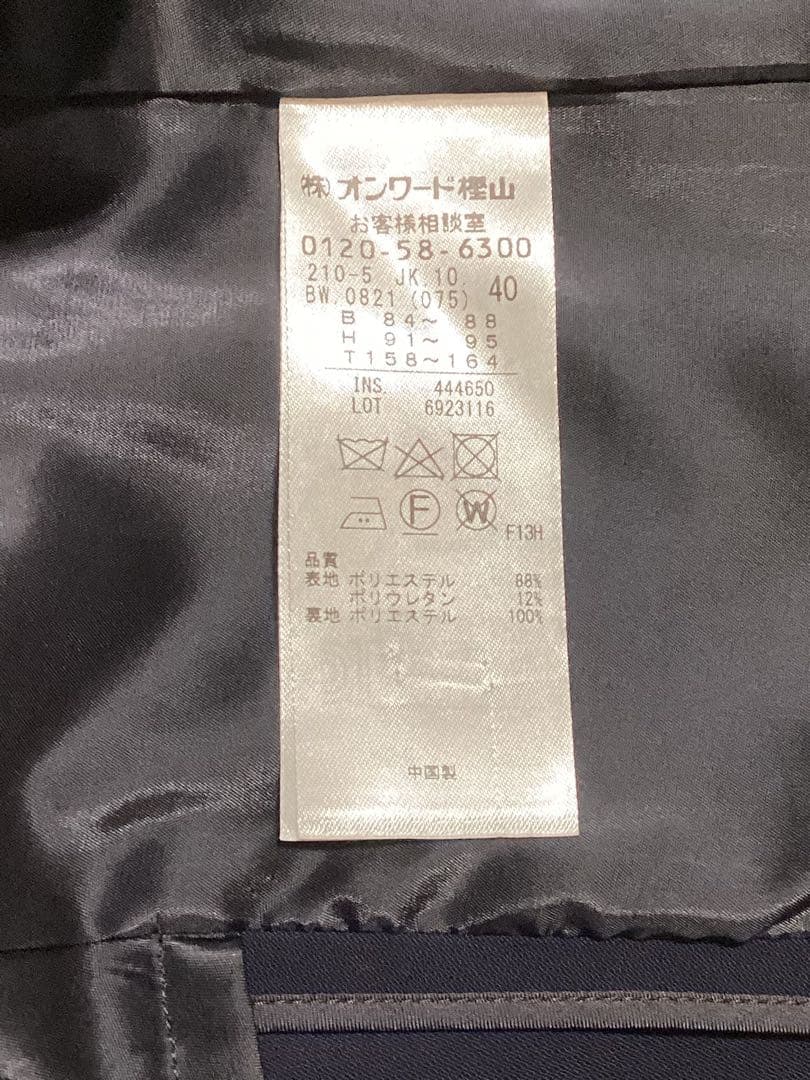 ㈱オンワード樫山
お客様相談室
0120-58-6300
210-5 JK 10. 40
BW.0821 (075)
B 84～ 88
H 91～ 95
T158～164
INS. 444650
LOT 6923116
F
W
F13H
品質
表地 ポリエステル 88%
ポリウレタン 12%
裏地 ポリエステル 100%
中国製